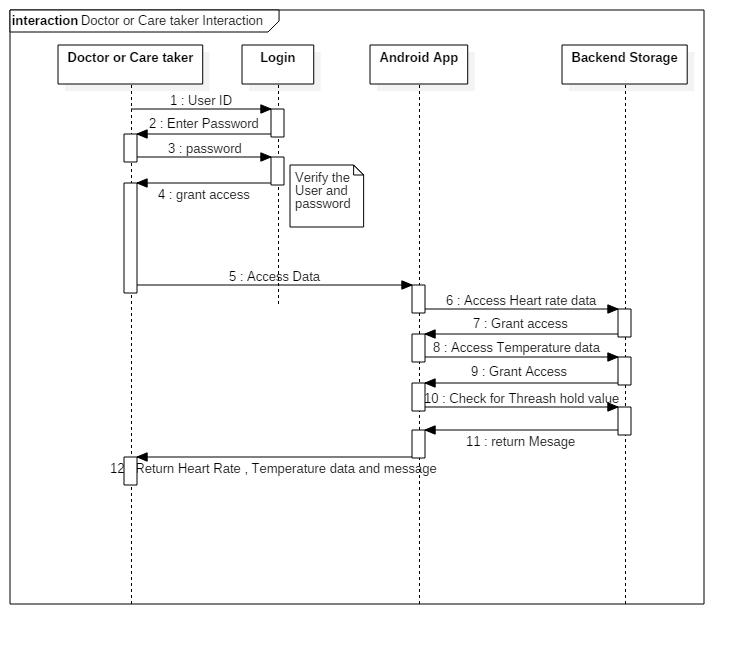 interaction Doctor or Care taker Interaction
Doctor or Care taker
Login
Android App
Backend Storage
1 : User ID
2 : Enter Password
3 : password
Verify the
User and
password
4 : grant access
5 : Access Data
6 : Access Heart rate data
7 : Grant access
8 : Access Temperature data
9 : Grant Access
10 : Check for Threash hold value
11 : return Mesage
12 Return Heart Rate , Temperature data and message